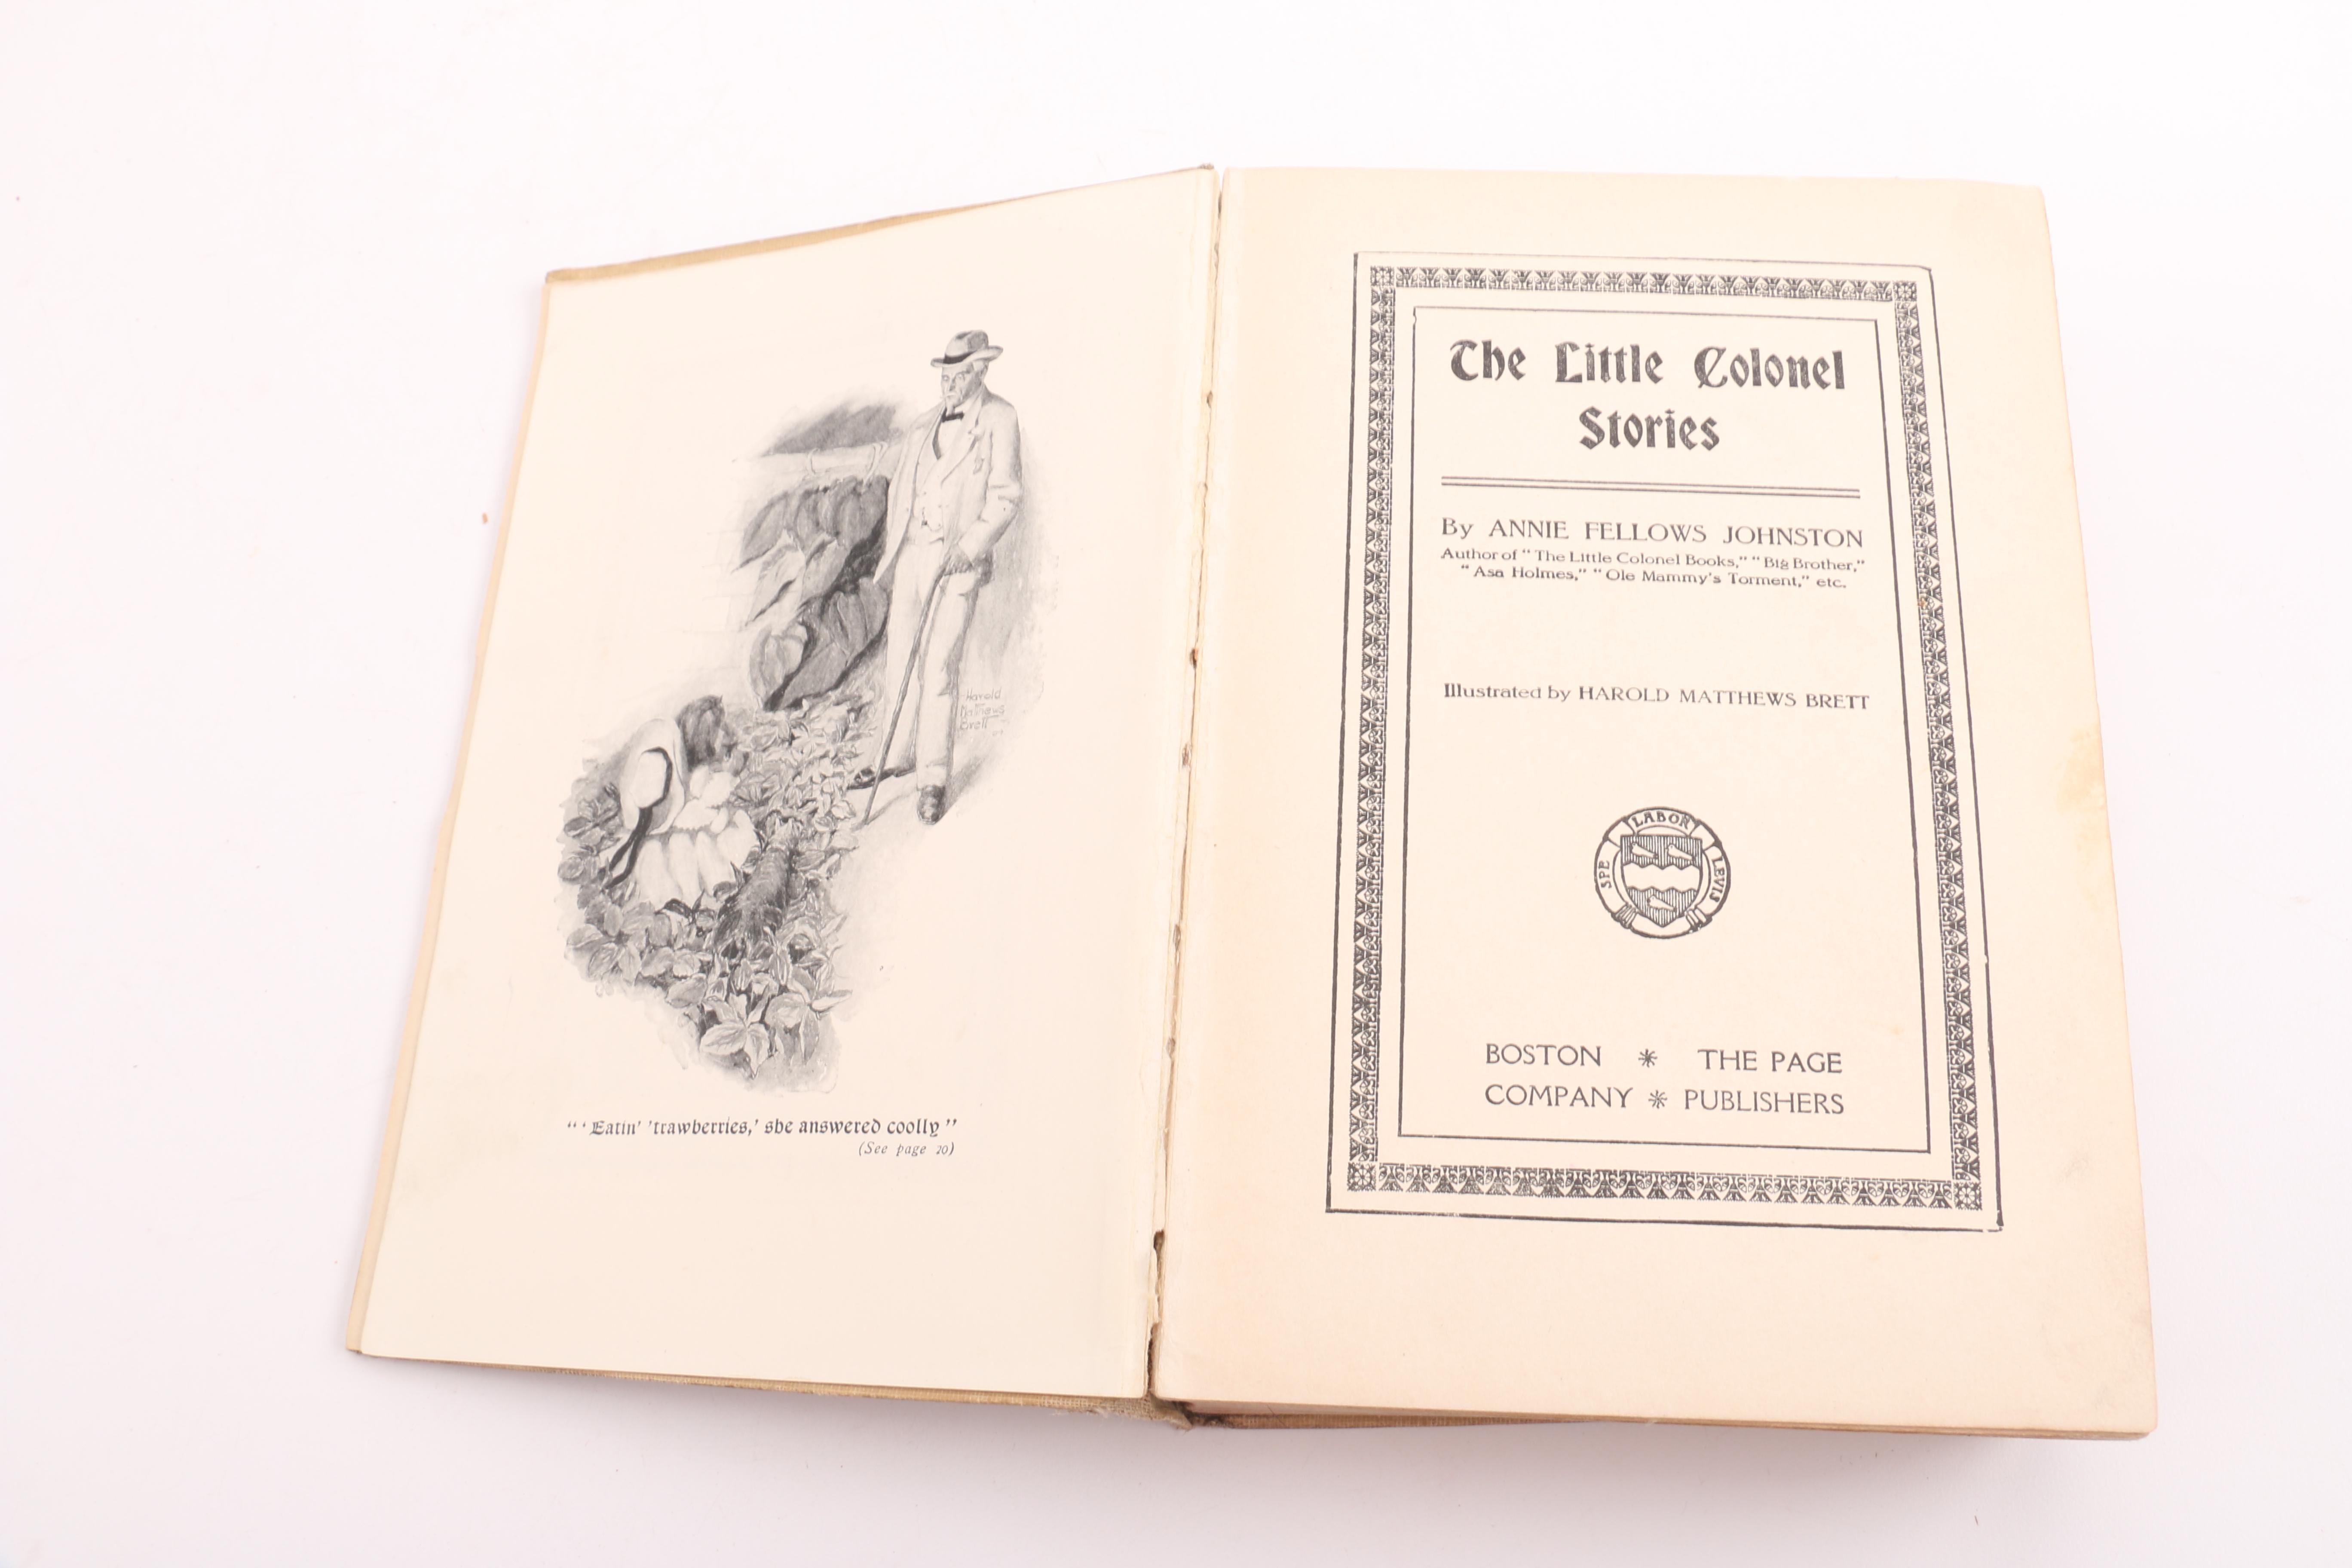 Harold
Matthews
Brett
" 'Eatin' 'trawberries,' she answered coolly "
(See page 20)
The Little Colonel
Stories
By ANNIE FELLOWS JOHNSTON
Author of " The Little Colonel Books," " Big Brother,"
" Asa Holmes," " Ole Mammy's Torment," etc.
Illustrated by HAROLD MATTHEWS BRETT
SPE LABOR LEVIS
BOSTON * THE PAGE
COMPANY * PUBLISHERS